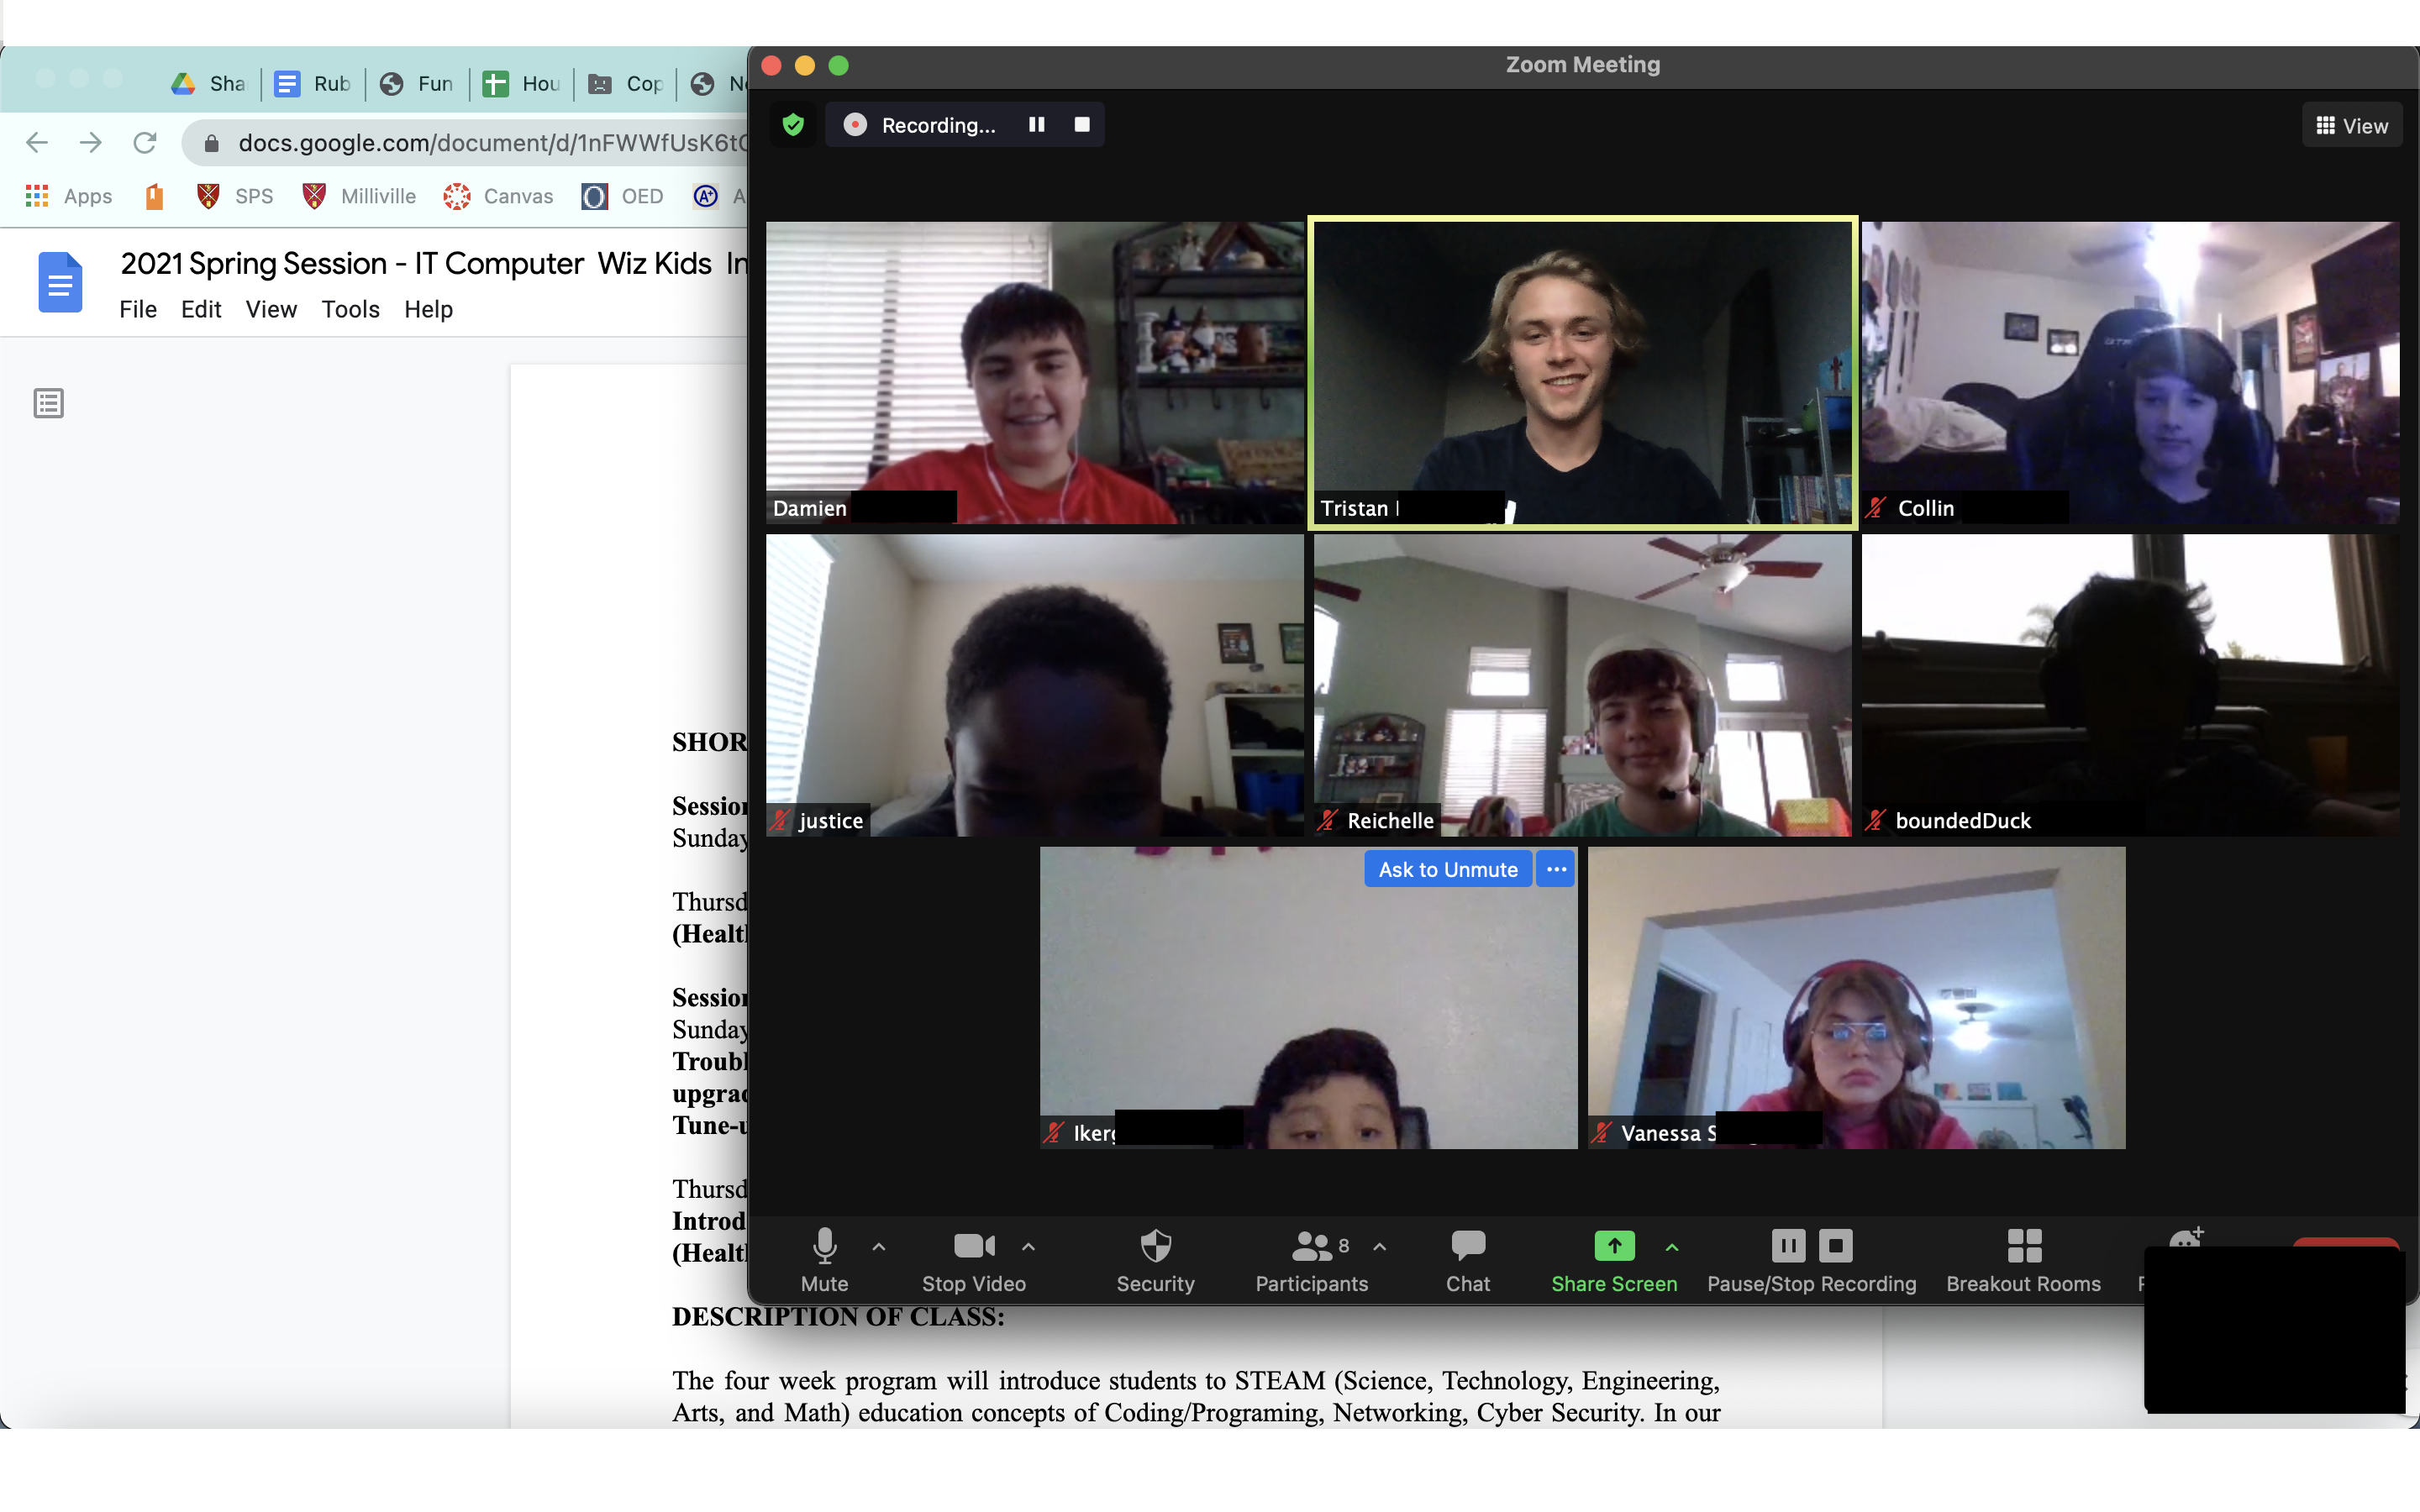 Sha
Rub
Fun
Hou
Cop
docs.google.com/document/d/1nFWWfUsK6t
Apps
SPS
Milliville
Canvas
OED
2021 Spring Session - IT Computer Wiz Kids In
File Edit View Tools Help
SHOR
Session
Sunday
Thursd
(Healt
Session
Sunday
Troubl
upgrad
Tune-u
Thursd
Introd
(Healt
DESCRIPTION OF CLASS:
The four week program will introduce students to STEAM (Science, Technology, Engineering,
Arts, and Math) education concepts of Coding/Programing, Networking, Cyber Security. In our
Zoom Meeting
Recording...
View
Damien
Tristan
Collin
justice
Reichelle
boundedDuck
Ask to Unmute
Iker
Vanessa S
Mute
Stop Video
Security
Participants 8
Chat
Share Screen
Pause/Stop Recording
Breakout Rooms